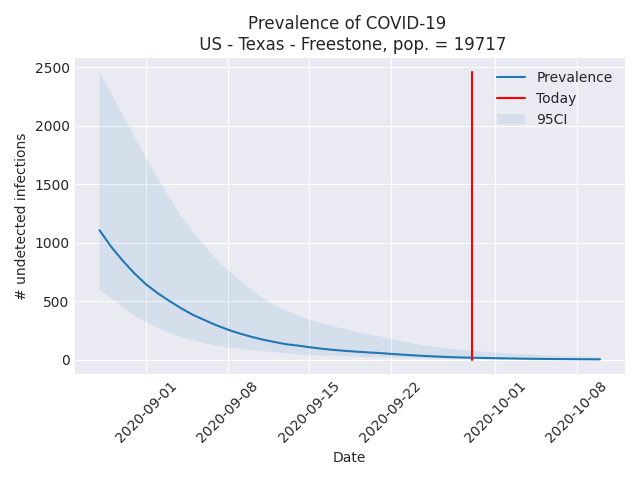 Prevalence of COVID-19
US - Texas - Freestone, pop. = 19717
2500
2000
1500
1000
500
0
# undetected infections
Prevalence
Today
95CI
2020-09-01
2020-09-08
2020-09-15
2020-09-22
2020-10-01
2020-10-08
Date